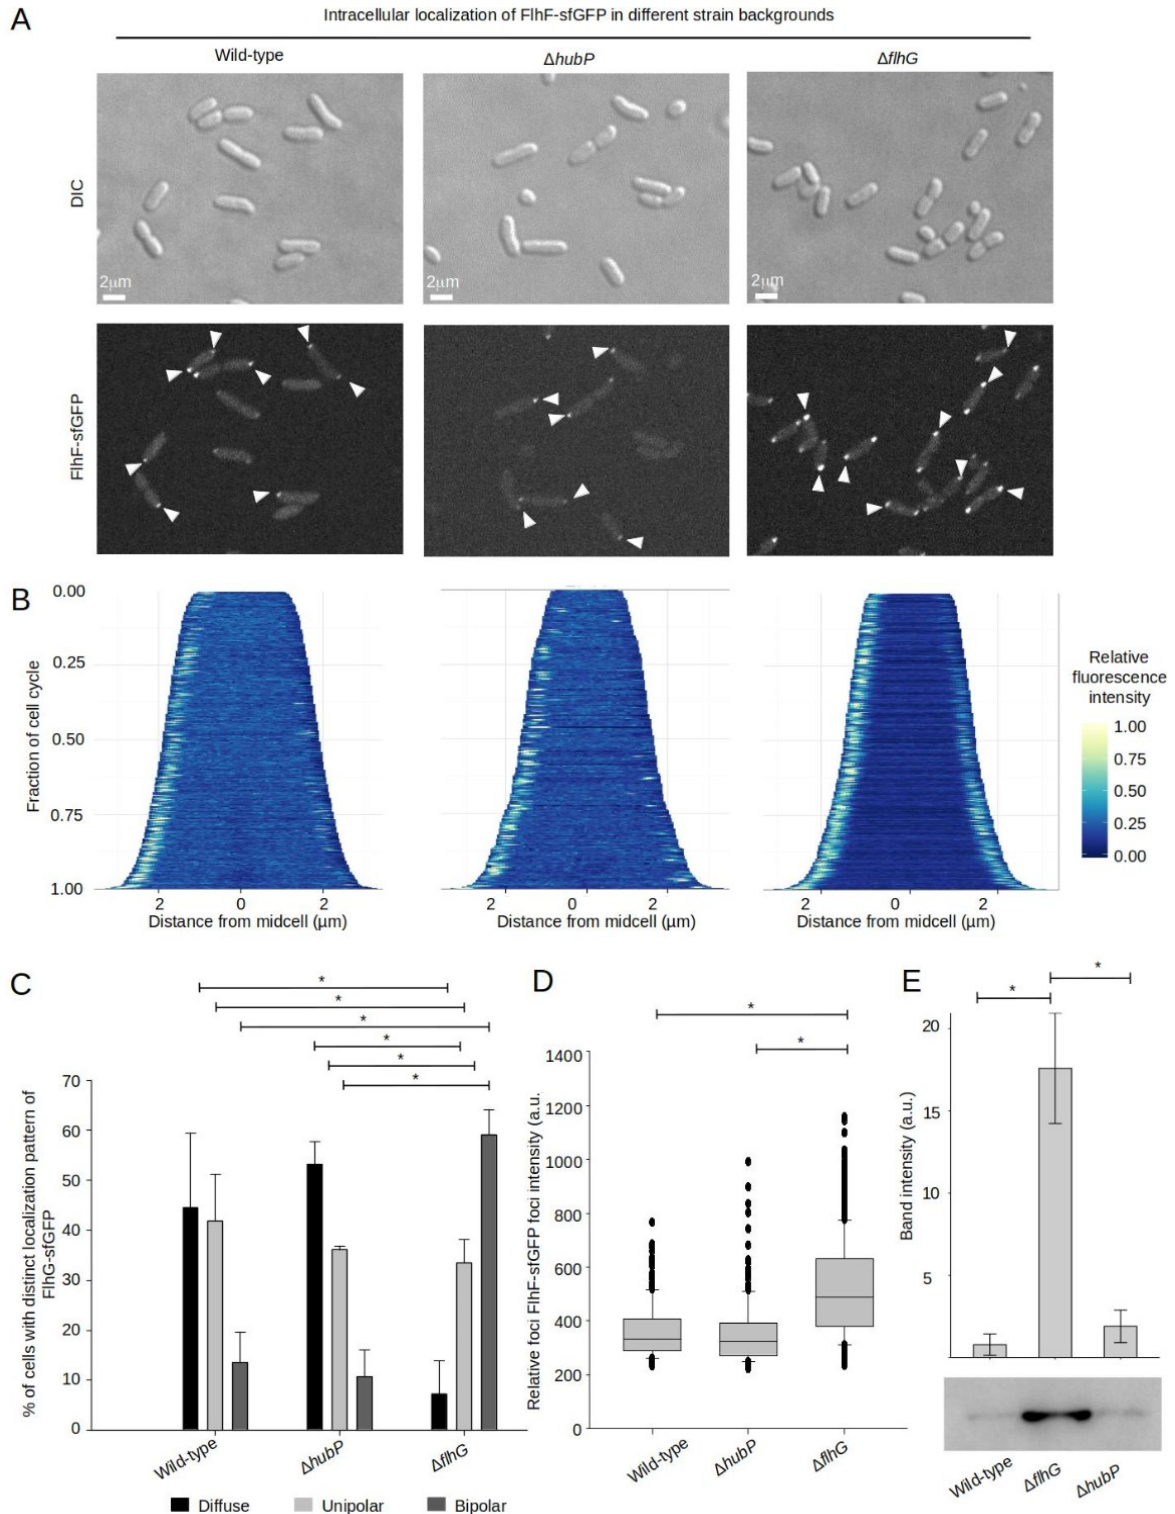 A
Intracellular localization of FlhF-sfGFP in different strain backgrounds
Wild-type
ΔhubP
ΔflhG
DIC
2μm
2μm
2μm
FlhF-sfGFP
B
0.00
0.25
0.50
0.75
1.00
Fraction of cell cycle
2 0 2
Distance from midcell (µm)
2 0 2
Distance from midcell (µm)
2 0 2
Distance from midcell (µm)
Relative
fluorescence
intensity
1.00
0.75
0.50
0.25
0.00
C
*
*
*
*
*
*
% of cells with distinct localization pattern of
FlhG-sfGFP
70
60
50
40
30
20
10
0
Wild-type
ΔhubP
ΔflhG
Diffuse
Unipolar
Bipolar
D
*
*
Relative foci FlhF-sfGFP foci intensity (a.u.)
1400
1200
1000
800
600
400
200
0
Wild-type
ΔhubP
ΔflhG
E
*
*
Band intensity (a.u.)
20
15
10
5
Wild-type
ΔflhG
ΔhubP